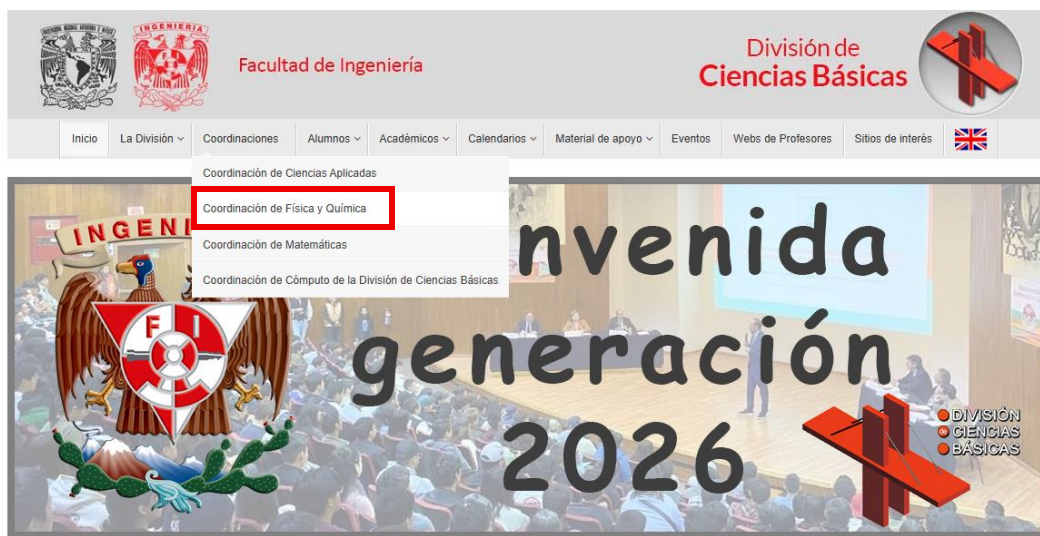 INGENIERIA
Facultad de Ingeniería
División de
Ciencias Básicas
Inicio La División Coordinaciones Alumnos Académicos Calendarios Material de apoyo Eventos Webs de Profesores Sitios de interés
Coordinación de Ciencias Aplicadas
Coordinación de Física y Química
Coordinación de Matemáticas
Coordinación de Cómputo de la División de Ciencias Básicas
INGENI
nvenida
generación
2026
F I
DIVISIÓN
DE CIENCIAS
BÁSICAS